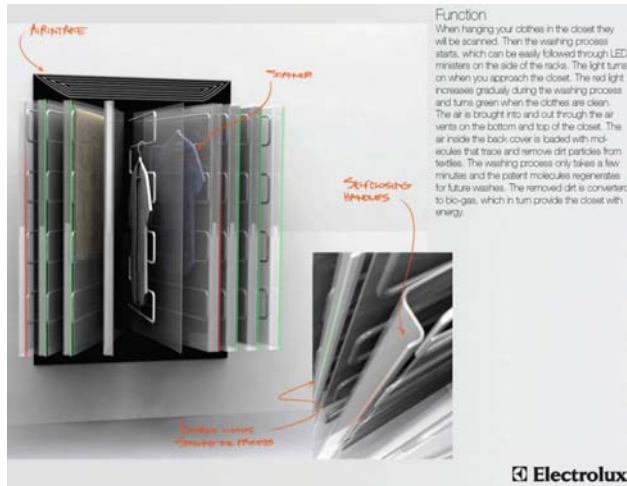 Function
When hanging your clothes in the closet they
will be scanned. Then the washing process
starts, which can be easily followed through LED
ministers on the side of the racks. The light turns
on when you approach the closet. The red light
increases gradually during the washing process
and turns green when the clothes are clean.
The air is brought into and out through the air
vents on the bottom and top of the closet. The
air inside the back cover is loaded with mol-
ecules that trace and remove dirt particles from
textiles. The washing process only takes a few
minutes and the patent molecules regenerates
for future washes. The removed dirt is converterd
to bio-gas, which in turn provide the closet with
energy.
AIRINTAKE
SCANNER
SELFCLOSING
HANDLES
LIGHTS
PROCESS
Electrolux